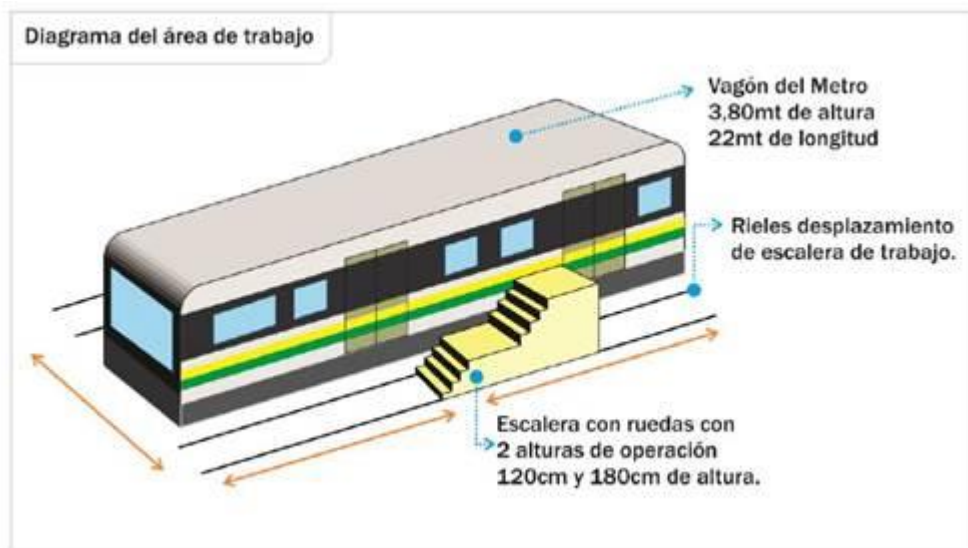 Diagrama del área de trabajo
Vagón del Metro
3,80mt de altura
22mt de longitud
Rieles desplazamiento
de escalera de trabajo.
Escalera con ruedas con
2 alturas de operación
120cm y 180cm de altura.